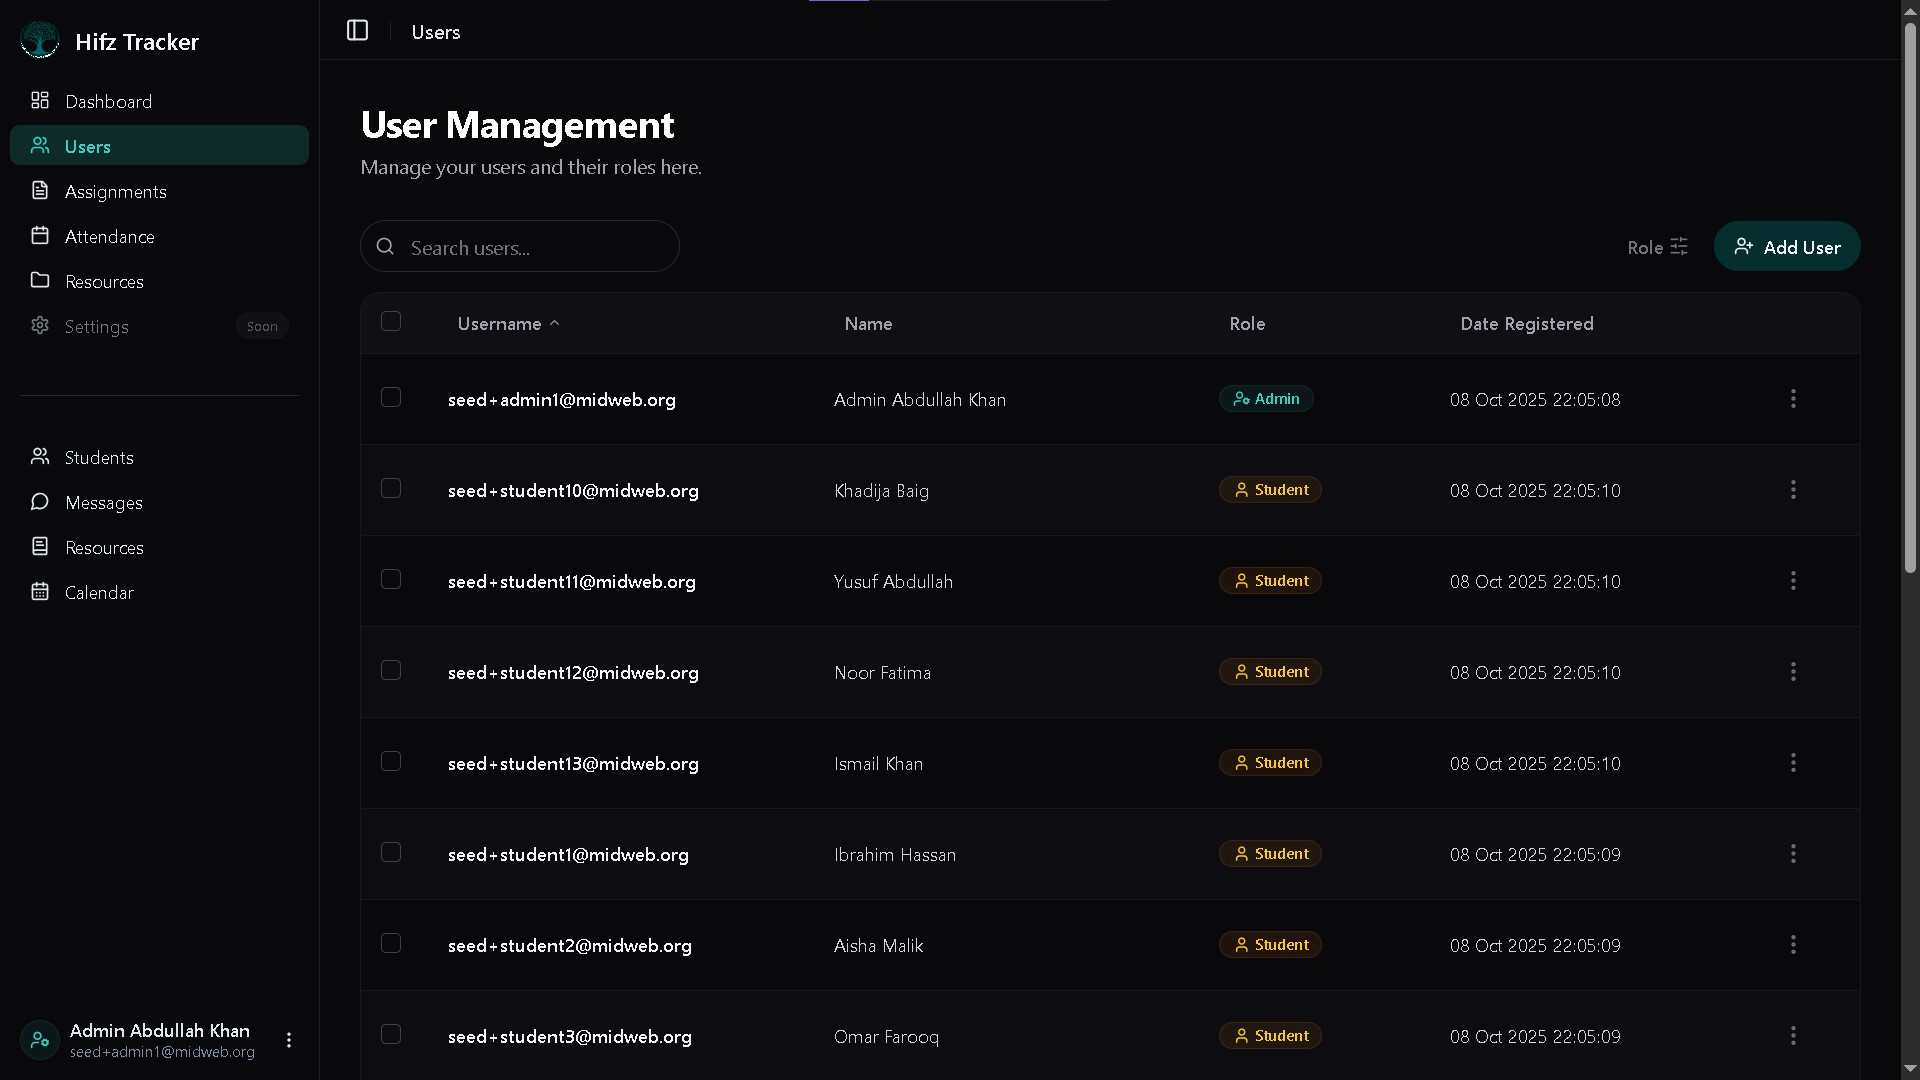 Hifz Tracker
Dashboard
Users
Assignments
Attendance
Resources
Settings
Soon
Students
Messages
Resources
Calendar
Admin Abdullah Khan
seed+admin1@midweb.org
Users
User Management
Manage your users and their roles here.
Search users...
Role
Add User
Username Name Role Date Registered
seed+admin1@midweb.org Admin Abdullah Khan Admin 08 Oct 2025 22:05:08
seed+student10@midweb.org Khadija Baig Student 08 Oct 2025 22:05:10
seed+student11@midweb.org Yusuf Abdullah Student 08 Oct 2025 22:05:10
seed+student12@midweb.org Noor Fatima Student 08 Oct 2025 22:05:10
seed+student13@midweb.org Ismail Khan Student 08 Oct 2025 22:05:10
seed+student1@midweb.org Ibrahim Hassan Student 08 Oct 2025 22:05:09
seed+student2@midweb.org Aisha Malik Student 08 Oct 2025 22:05:09
seed+student3@midweb.org Omar Farooq Student 08 Oct 2025 22:05:09